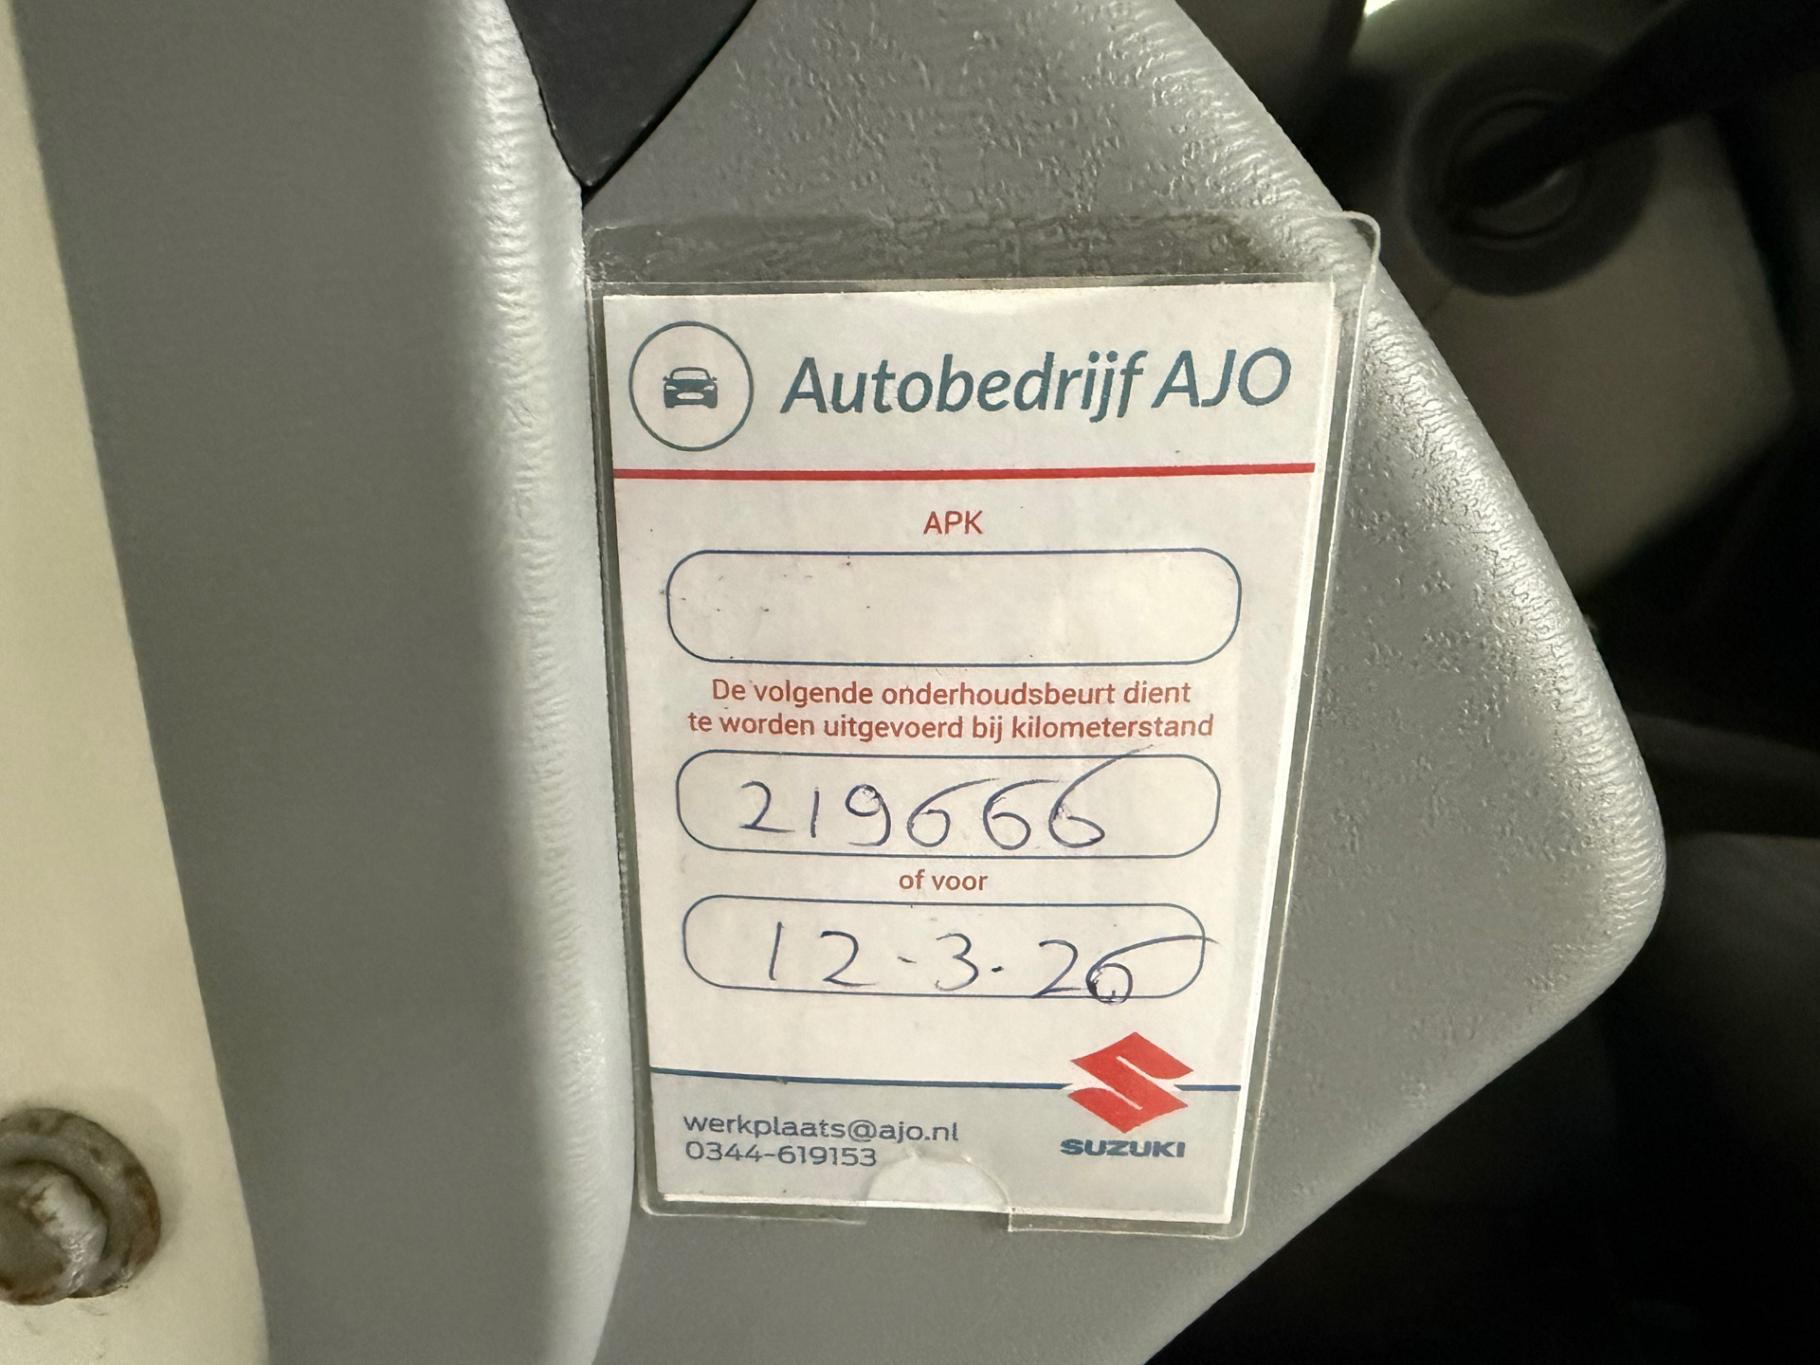 Autobedrijf AJO
APK
De volgende onderhoudsbeurt dient
te worden uitgevoerd bij kilometerstand
219666
of voor
12-3-26
werkplaats@ajo.nl
0344-619153
SUZUKI